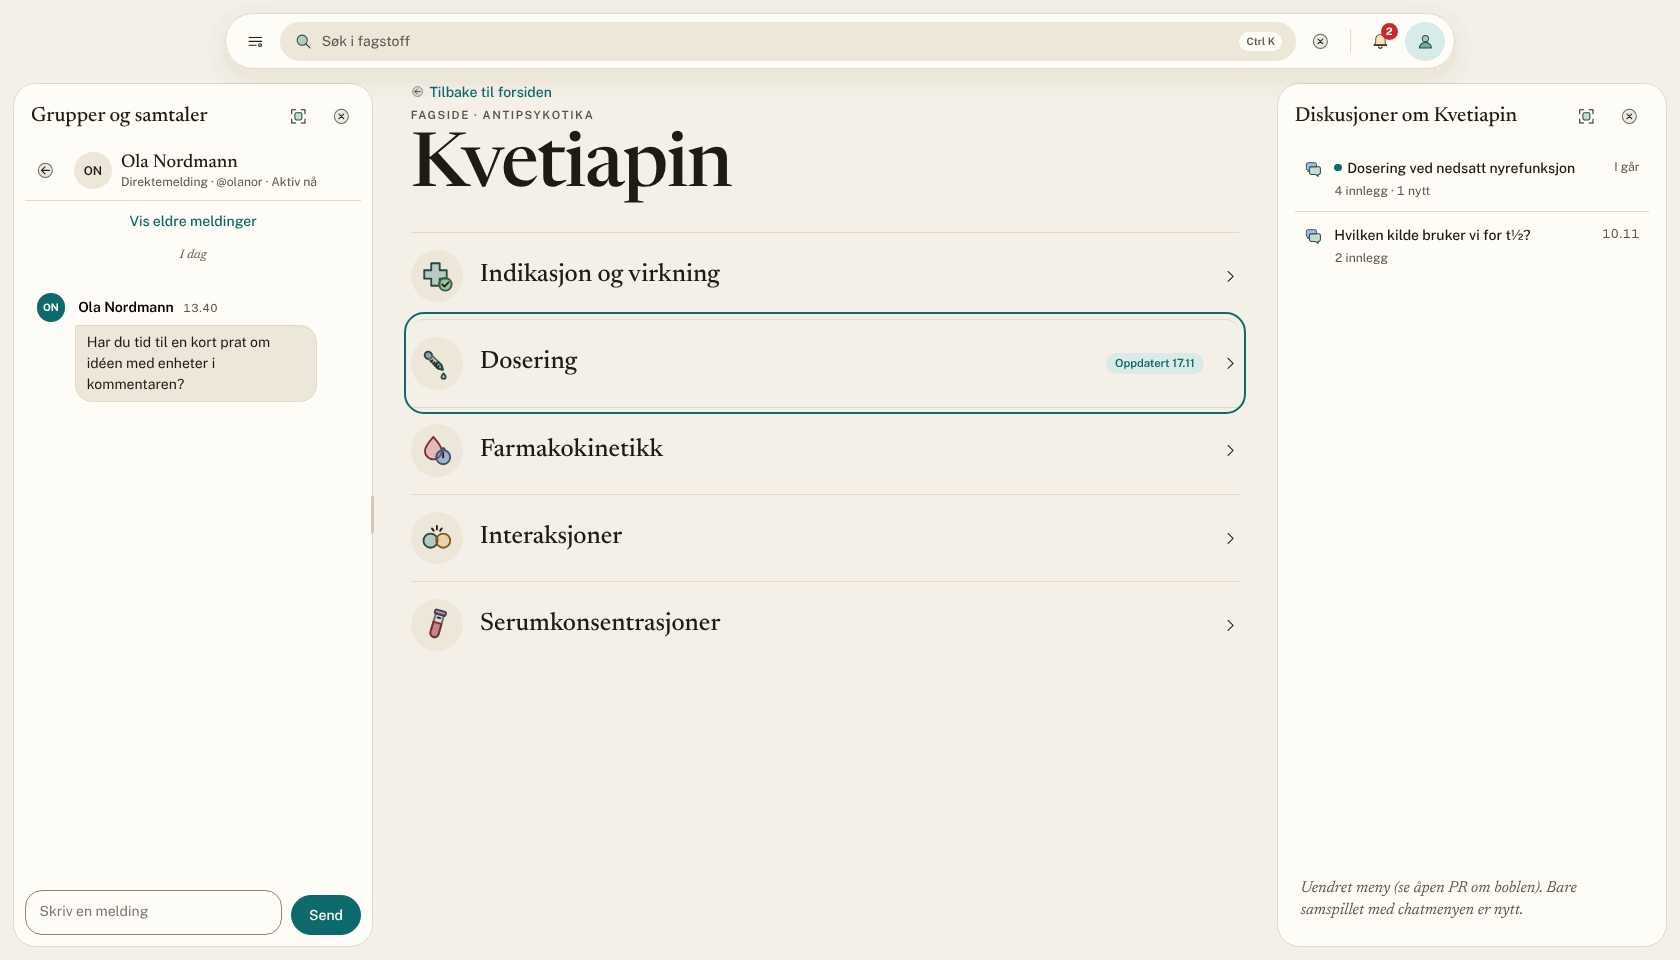 Søk i fagstoff
Ctrl K
2
Grupper og samtaler
ON
Ola Nordmann
Direktemelding · @olanor · Aktiv nå
Vis eldre meldinger
I dag
ON
Ola Nordmann 13.40
Har du tid til en kort prat om
idéen med enheter i
kommentaren?
Skriv en melding
Send
Tilbake til forsiden
FAGSIDE · ANTIPSYKOTIKA
Kvetiapin
Indikasjon og virkning
Dosering
Oppdatert 17.11
Farmakokinetikk
Interaksjoner
Serumkonsentrasjoner
Diskusjoner om Kvetiapin
Dosering ved nedsatt nyrefunksjon
I går
4 innlegg · 1 nytt
Hvilken kilde bruker vi for t½?
10.11
2 innlegg
Uendret meny (se åpen PR om boblen). Bare
samspillet med chatmenyen er nytt.